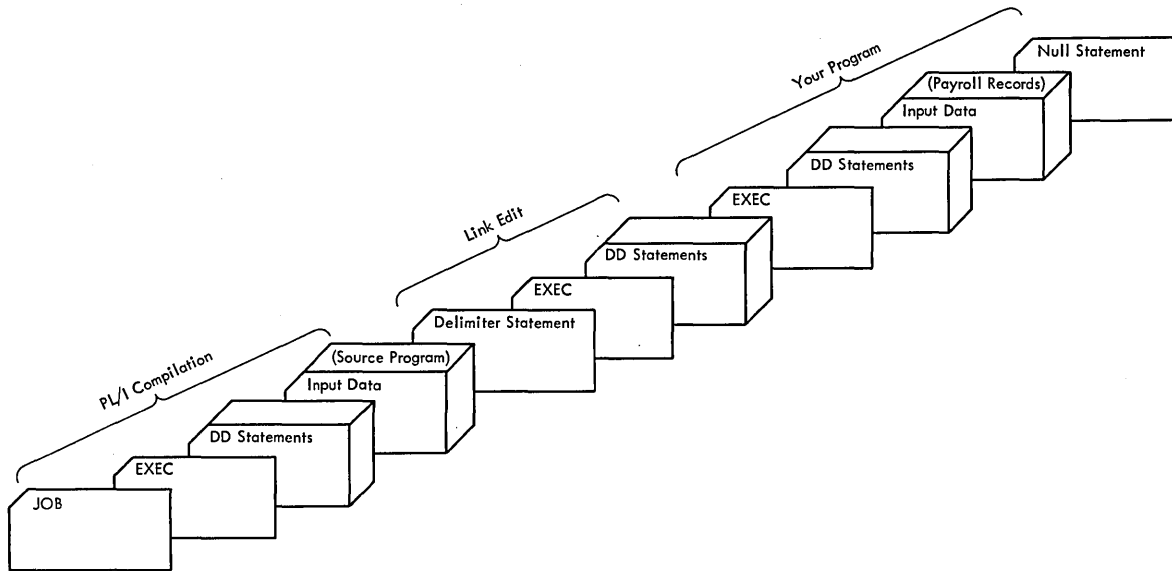 Null Statement
Your Program
(Payroll Records)
Input Data
DD Statements
EXEC
Link Edit
DD Statements
EXEC
Delimiter Statement
PL/I Compilation
(Source Program)
Input Data
DD Statements
EXEC
JOB